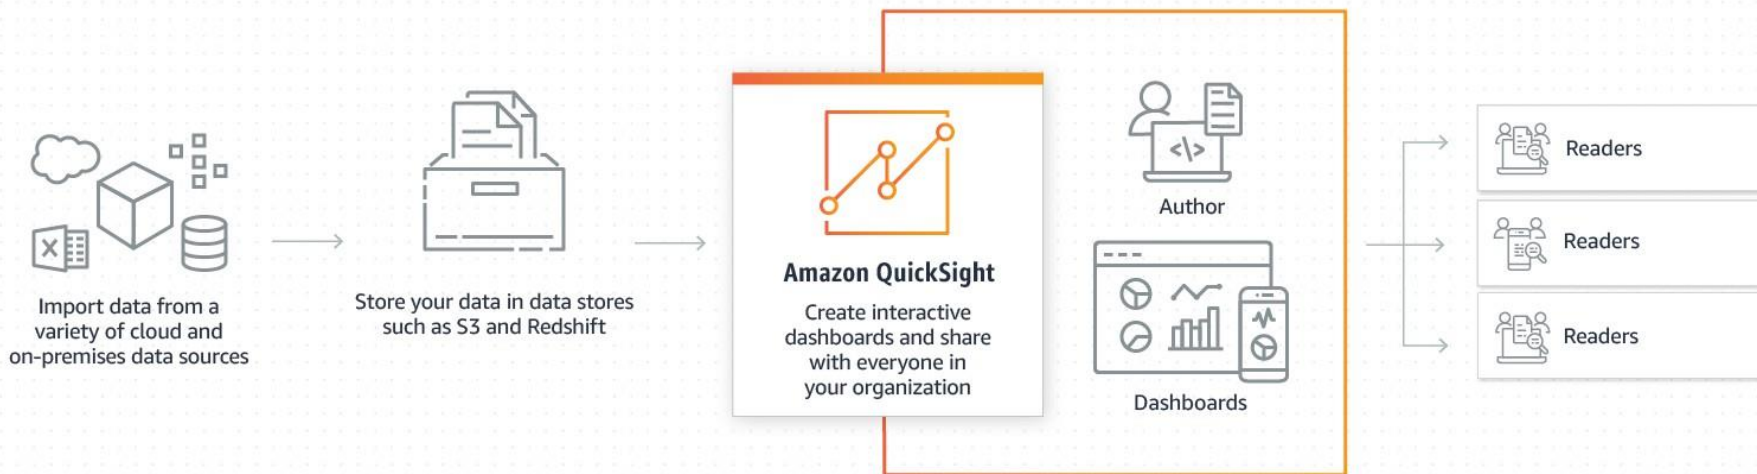 Import data from a
variety of cloud and
on-premises data sources
Store your data in data stores
such as S3 and Redshift
Amazon QuickSight
Create interactive
dashboards and share
with everyone in
your organization
</>
Author
Dashboards
X
Readers
Readers
Readers